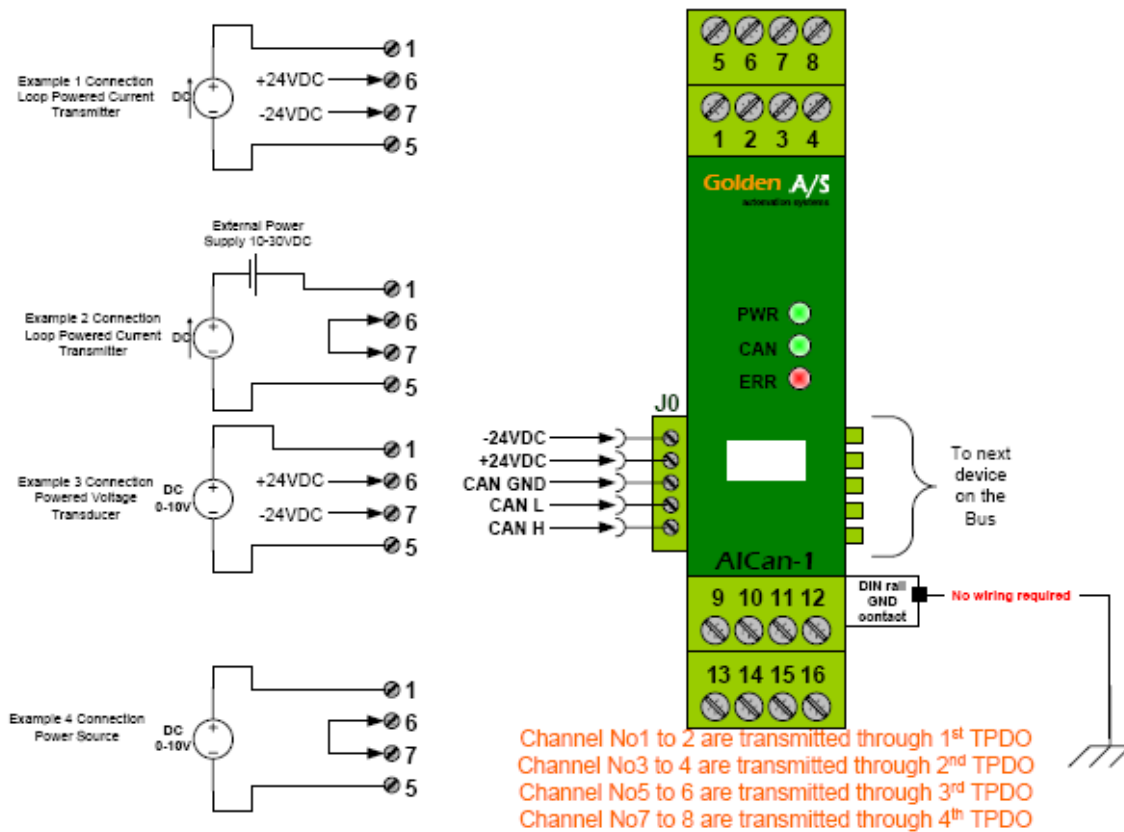 Example 1 Connection
Loop Powered Current
Transmitter
DC
+
−
1
+24VDC
6
-24VDC
7
5
External Power
Supply 10-30VDC
Example 2 Connection
Loop Powered Current
Transmitter
DC
+
−
1
6
7
5
Example 3 Connection
Powered Voltage
Transducer
DC
0-10V
+
−
1
+24VDC
6
-24VDC
7
5
Example 4 Connection
Power Source
DC
0-10V
+
−
1
6
7
5
5 6 7 8
1 2 3 4
Golden A/S
automation systems
PWR
CAN
ERR
J0
-24VDC
+24VDC
CAN GND
CAN L
CAN H
To next
device
on the
Bus
AICan-1
9 10 11 12
13 14 15 16
DIN rail
GND
contact
No wiring required
Channel No1 to 2 are transmitted through 1st TPDO
Channel No3 to 4 are transmitted through 2nd TPDO
Channel No5 to 6 are transmitted through 3rd TPDO
Channel No7 to 8 are transmitted through 4th TPDO